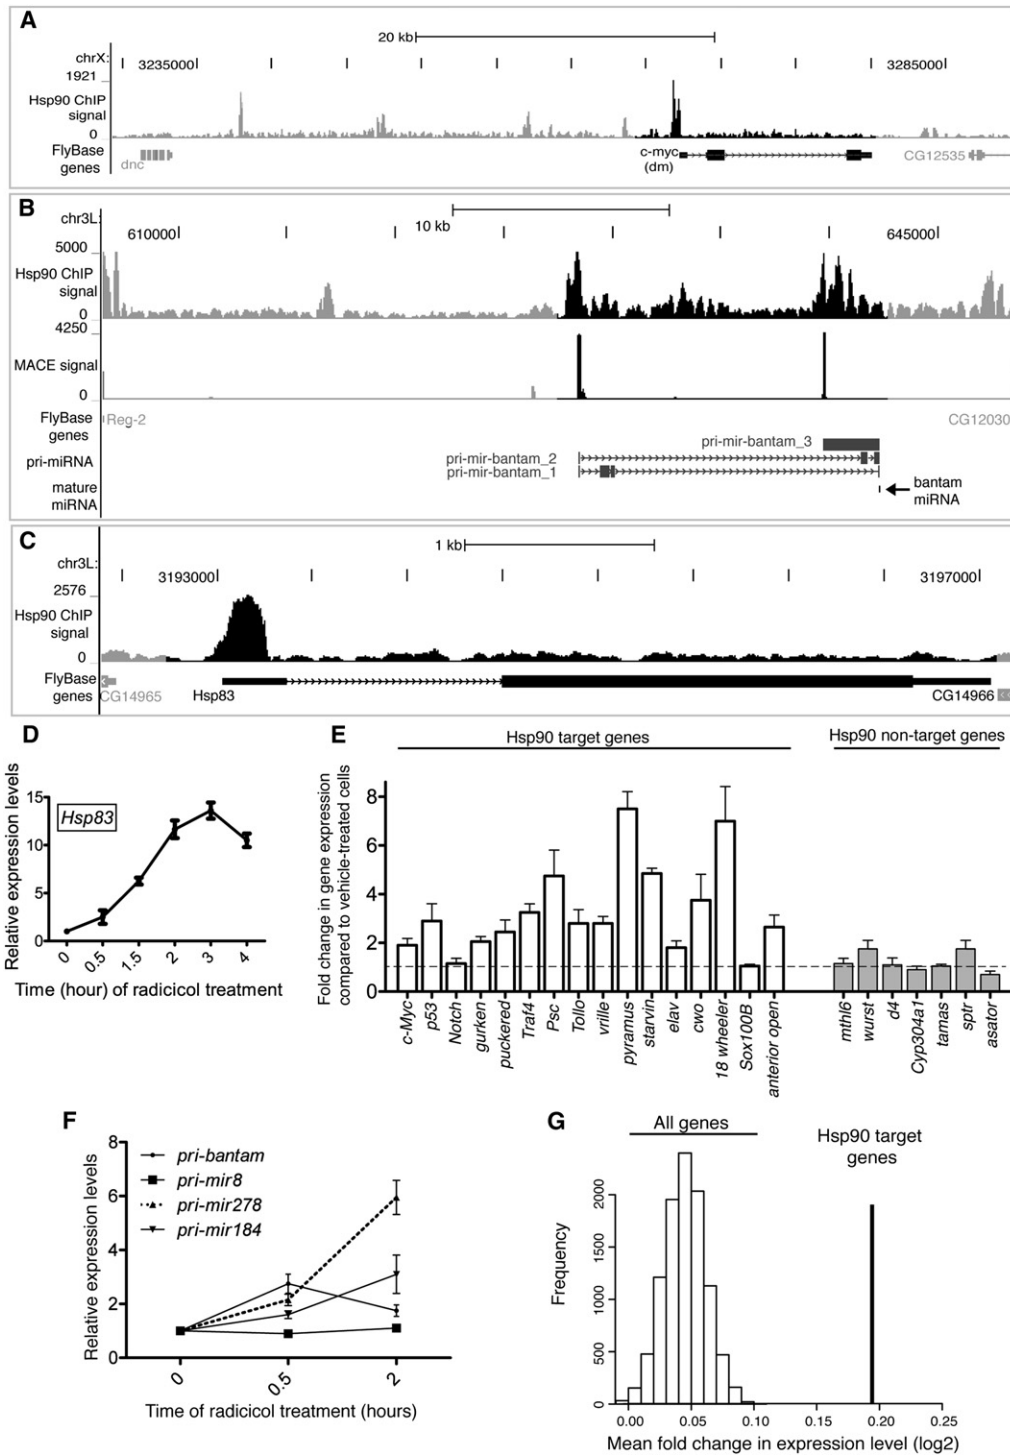 A
20 kb
chrX:
3235000
3285000
1921
Hsp90 ChIP
signal
0
FlyBase
genes
dnc
c-myc
(dm)
CG12535
B
chr3L:
10 kb
610000
645000
5000
Hsp90 ChIP
signal
0
4250
MACE signal
0
FlyBase
genes
Reg-2
CG12030
pri-mir-bantam_3
pri-miRNA
pri-mir-bantam_2
pri-mir-bantam_1
mature
miRNA
bantam
miRNA
C
1 kb
chr3L:
3193000
3197000
2576
Hsp90 ChIP
signal
0
FlyBase
genes
CG14965
Hsp83
CG14966
D
Relative expression levels
15
10
5
0
Hsp83
0 0.5 1.5 2 3 4
Time (hour) of radicicol treatment
E
Hsp90 target genes
Hsp90 non-target genes
Fold change in gene expression
compared to vehicle-treated cells
8
6
4
2
0
c-Myc
p53
Notch
gurken
puckered
Traf4
Psc
Tollo
vrille
pyramus
starvin
elav
cwo
18 wheeler
Sox100B
anterior open
mthl6
wurst
d4
Cyp304a1
tamas
sptr
asator
F
Relative expression levels
8
6
4
2
0
pri-bantam
pri-mir8
pri-mir278
pri-mir184
0 0.5 2
Time of radicicol treatment (hours)
G
All genes
Hsp90 target
genes
Frequency
2000
1500
1000
500
0
0.00 0.05 0.10 0.15 0.20 0.25
Mean fold change in expression level (log2)